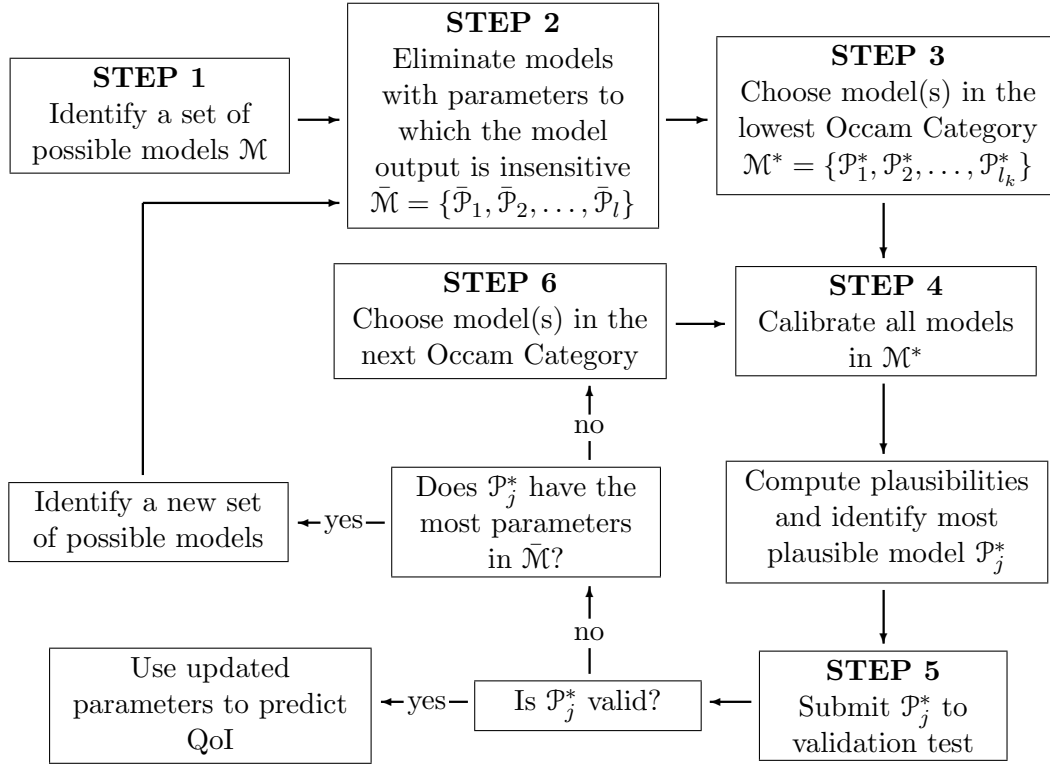 STEP 1
Identify a set of
possible models ℳ
STEP 2
Eliminate models
with parameters to
which the model
output is insensitive
ℳ̄ = {𝒫̄₁, 𝒫̄₂, . . . , 𝒫̄ₗ}
STEP 3
Choose model(s) in the
lowest Occam Category
ℳ* = {𝒫₁*, 𝒫₂*, . . . , 𝒫*_{l_k}}
STEP 4
Calibrate all models
in ℳ*
Compute plausibilities
and identify most
plausible model 𝒫ⱼ*
STEP 5
Submit 𝒫ⱼ* to
validation test
Is 𝒫ⱼ* valid?
yes
Use updated
parameters to predict
QoI
no
Does 𝒫ⱼ* have the
most parameters
in ℳ̄?
yes
Identify a new set
of possible models
no
STEP 6
Choose model(s) in the
next Occam Category